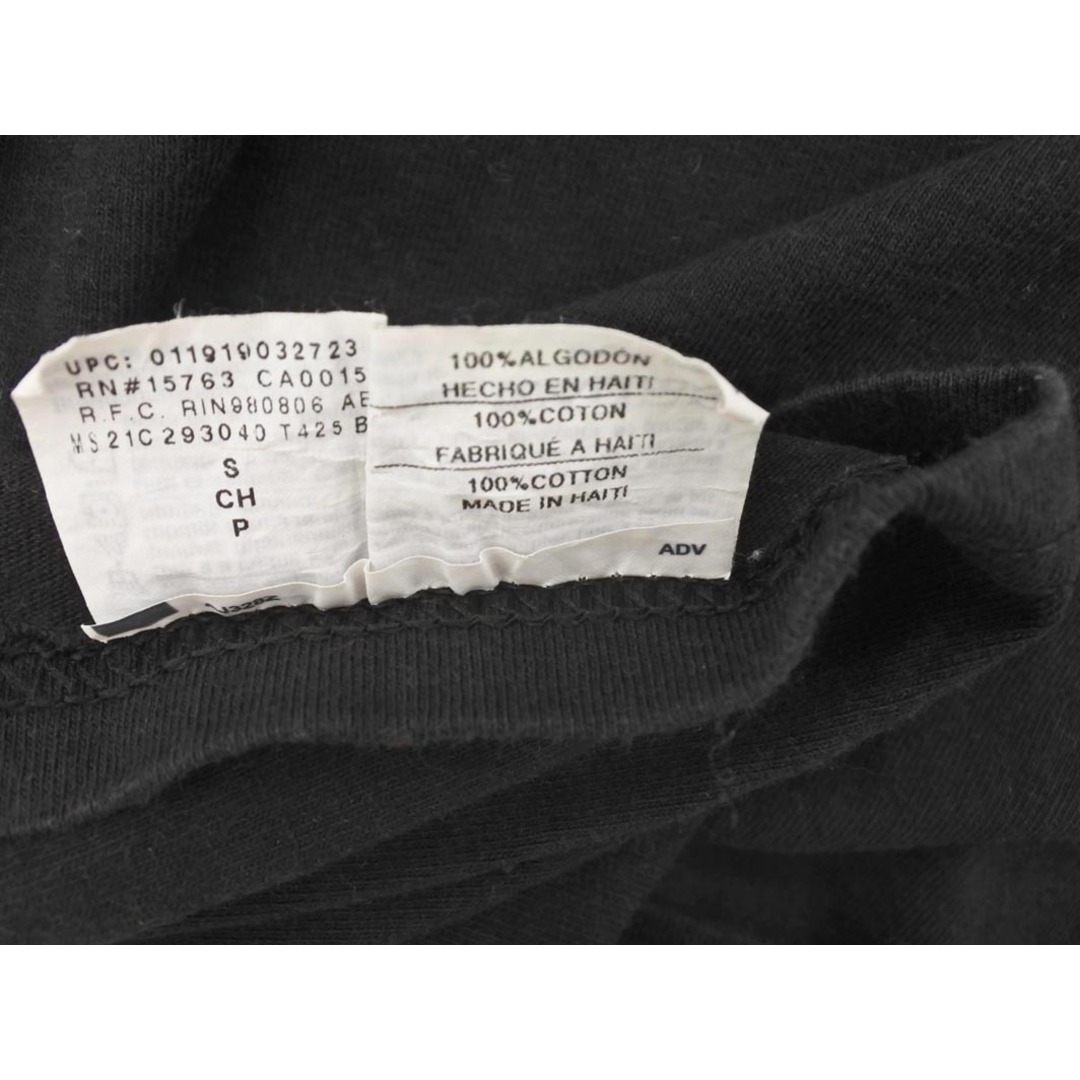 UPC: 011919032723
RN#15763 CA0015
R.F.C. RIN980806 AE
MS 21C 293040 T425 B
S
CH
P
100%ALGODÓN
HECHO EN HAITI
100%COTON
FABRIQUÉ A HAITI
100%COTTON
MADE IN HAITI
ADV